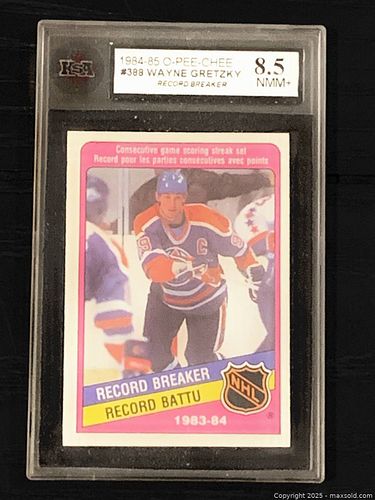 KSA
1984-85 O-PEE-CHEE
#388 WAYNE GRETZKY
RECORD BREAKER
8.5
NMM+
Consecutive game scoring streak set
Record pour les parties consécutives avec points
C
RECORD BREAKER
RECORD BATTU
NHL
®
1983-84
Copyright 2025 - maxsold.com